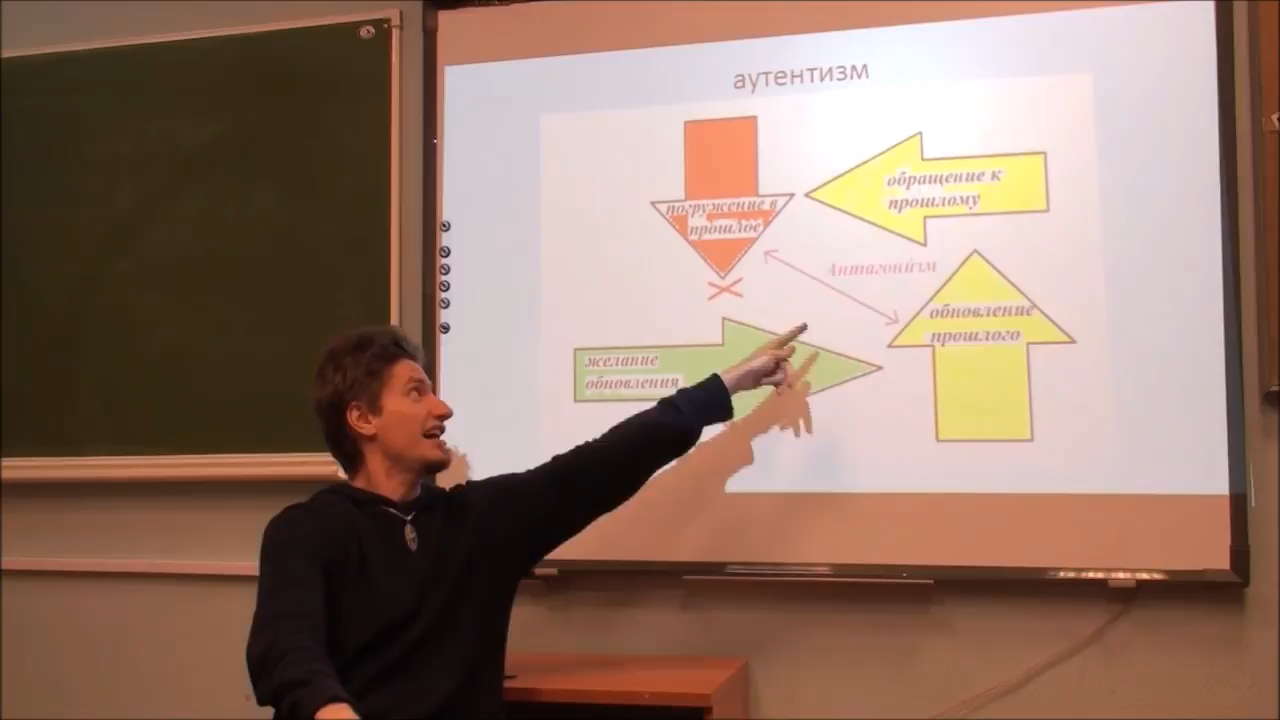 аутентизм
погружение в
прошлое
обращение к
прошлому
Антагонизм
обновление
прошлого
желание
обновления